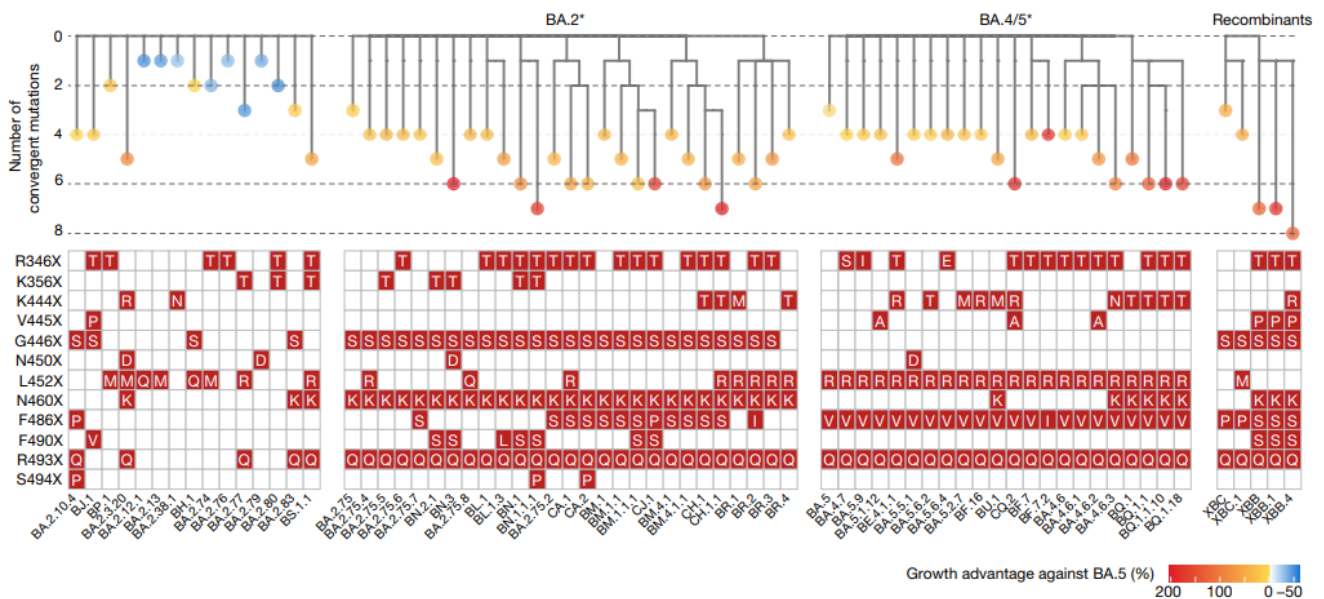 BA.2*
BA.4/5*
Recombinants
Number of
convergent mutations
0
2
4
6
8
R346X T T T T T T T T T T T T T T T T T T T T T T S I T E T T T T T T T T T T T T T
K356X T T T T T T T T
K444X R N T T M T R T M R M R N T T T T R
V445X P A A A P P P
G446X S S S S S S S S S S S S S S S S S S S S S S S S S S S S S S S S S S S
N450X D D D D
L452X M M Q M Q M R R R Q R R R R R R R R R R R R R R R R R R R R R R R R R R R R M
N460X K K K K K K K K K K K K K K K K K K K K K K K K K K K K K K K K K K K K K K K
F486X P S S S S S S S P S S S S I V V V V V V V V V V V V V I V V V V V V V V P P S S S
F490X V S S L S S S S S S S
R493X Q Q Q Q Q Q Q Q Q Q Q Q Q Q Q Q Q Q Q Q Q Q Q Q Q Q Q Q Q Q Q Q Q Q Q Q Q Q Q Q Q Q Q Q Q Q Q Q Q Q Q Q Q Q Q Q Q Q Q
S494X P P P
BA.2.10.4 BJ.1 BP.1 BA.2.3.20 BA.2.12.1 BA.2.13 BA.2.38.1 BH.1 BA.2.74 BA.2.76 BA.2.77 BA.2.79 BA.2.80 BA.2.83 BS.1.1 BA.2.75 BA.2.75.4 BA.2.75.5 BA.2.75.6 BA.2.75.7 BN.2.1 BN.3 BA.2.75.8 BL.1 BL.1.3 BN.1 BN.1.1.1 BA.2.75.2 CA.1 CA.2 BM.1 BM.1.1 BM.1.1.1 CJ.1 BM.4.1 BM.4.1.1 CH.1 CH.1.1 BR.1 BR.2 BR.3 BR.4 BA.5 BA.4.7 BA.5.9 BA.5.1.12 BE.4.1.1 BA.5.5.1 BA.5.6.2 BA.5.6.4 BA.5.2.7 BF.16 BU.1 CQ.2 BF.7 BA.4.6 BA.4.6.1 BA.4.6.2 BA.4.6.3 BQ.1 BQ.1.1 BQ.1.1.10 BQ.1.18 XBC XBC.1 XBB XBB.1 XBB.4
Growth advantage against BA.5 (%)
200 100 0 –50